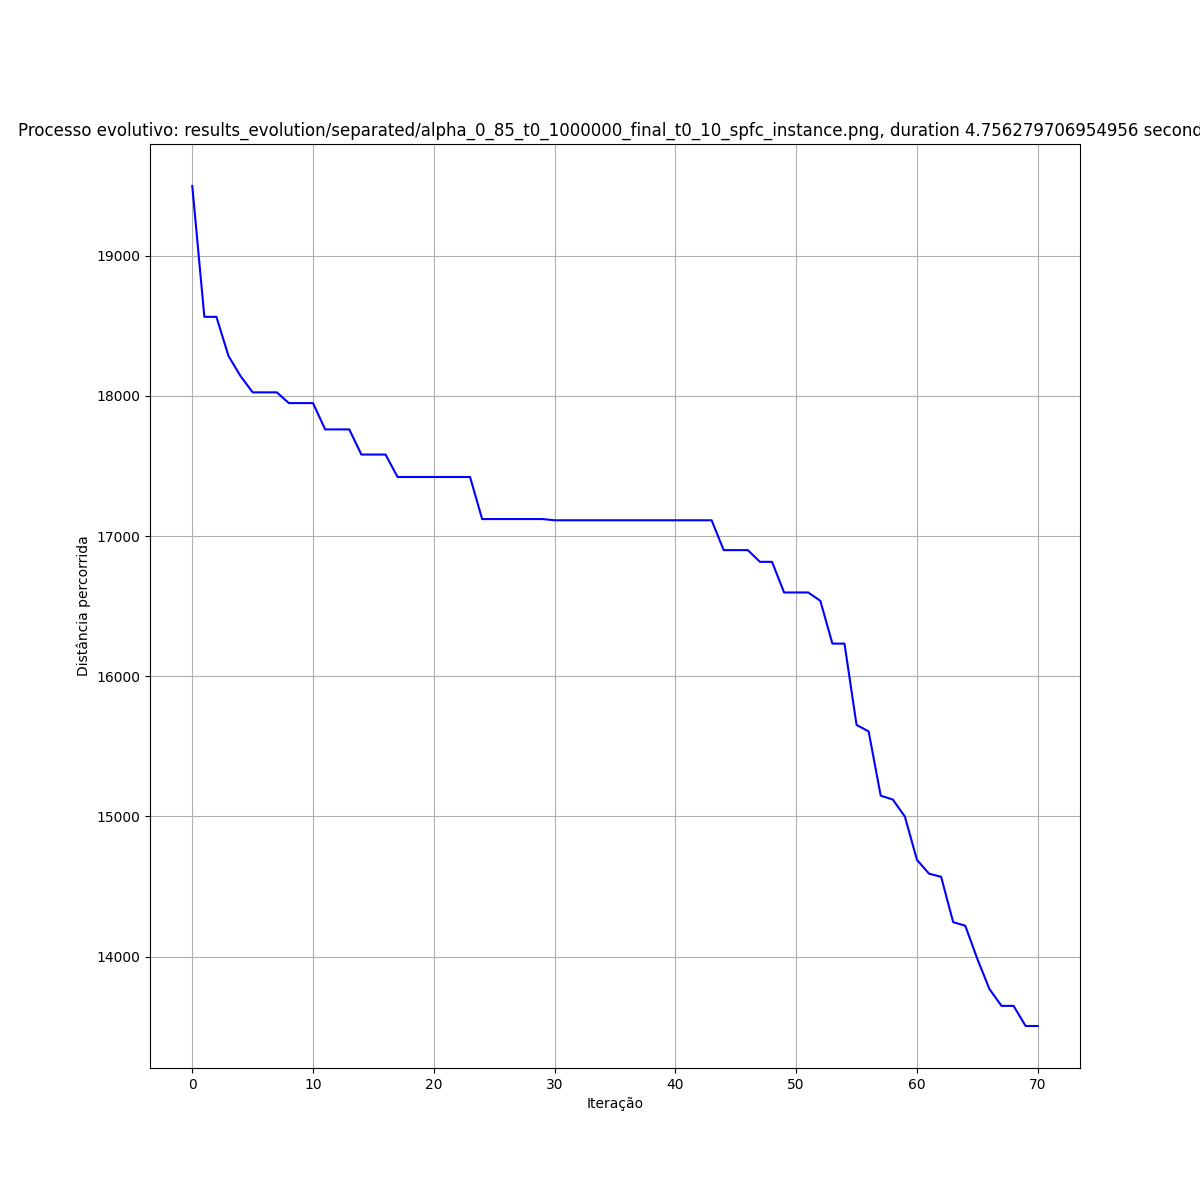 Processo evolutivo: results_evolution/separated/alpha_0_85_t0_1000000_final_t0_10_spfc_instance.png, duration 4.756279706954956 second
19000
18000
17000
16000
15000
14000
Distância percorrida
0 10 20 30 40 50 60 70
Iteração